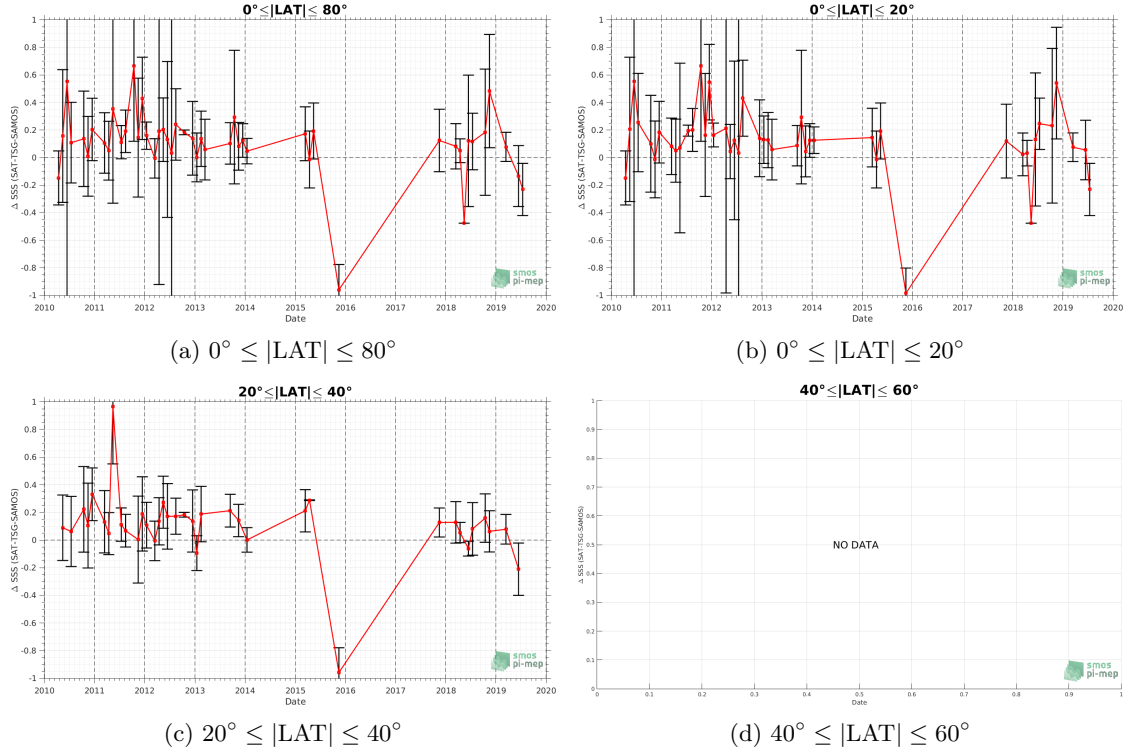 0°≤|LAT|≤ 80°
Δ SSS (SAT-TSG-SAMOS)
1
0.8
0.6
0.4
0.2
0
-0.2
-0.4
-0.6
-0.8
-1
2010 2011 2012 2013 2014 2015 2016 2017 2018 2019 2020
Date
smos
pi-mep
(a) 0° ≤ |LAT| ≤ 80°
0°≤|LAT|≤ 20°
Δ SSS (SAT-TSG-SAMOS)
1
0.8
0.6
0.4
0.2
0
-0.2
-0.4
-0.6
-0.8
-1
2010 2011 2012 2013 2014 2015 2016 2017 2018 2019 2020
Date
smos
pi-mep
(b) 0° ≤ |LAT| ≤ 20°
20°≤|LAT|≤ 40°
Δ SSS (SAT-TSG-SAMOS)
1
0.8
0.6
0.4
0.2
0
-0.2
-0.4
-0.6
-0.8
-1
2010 2011 2012 2013 2014 2015 2016 2017 2018 2019 2020
Date
smos
pi-mep
(c) 20° ≤ |LAT| ≤ 40°
40°≤|LAT|≤ 60°
Δ SSS (SAT-TSG-SAMOS)
1
0.9
0.8
0.7
0.6
0.5
0.4
0.3
0.2
0.1
0
NO DATA
0 0.1 0.2 0.3 0.4 0.5 0.6 0.7 0.8 0.9 1
Date
smos
pi-mep
(d) 40° ≤ |LAT| ≤ 60°